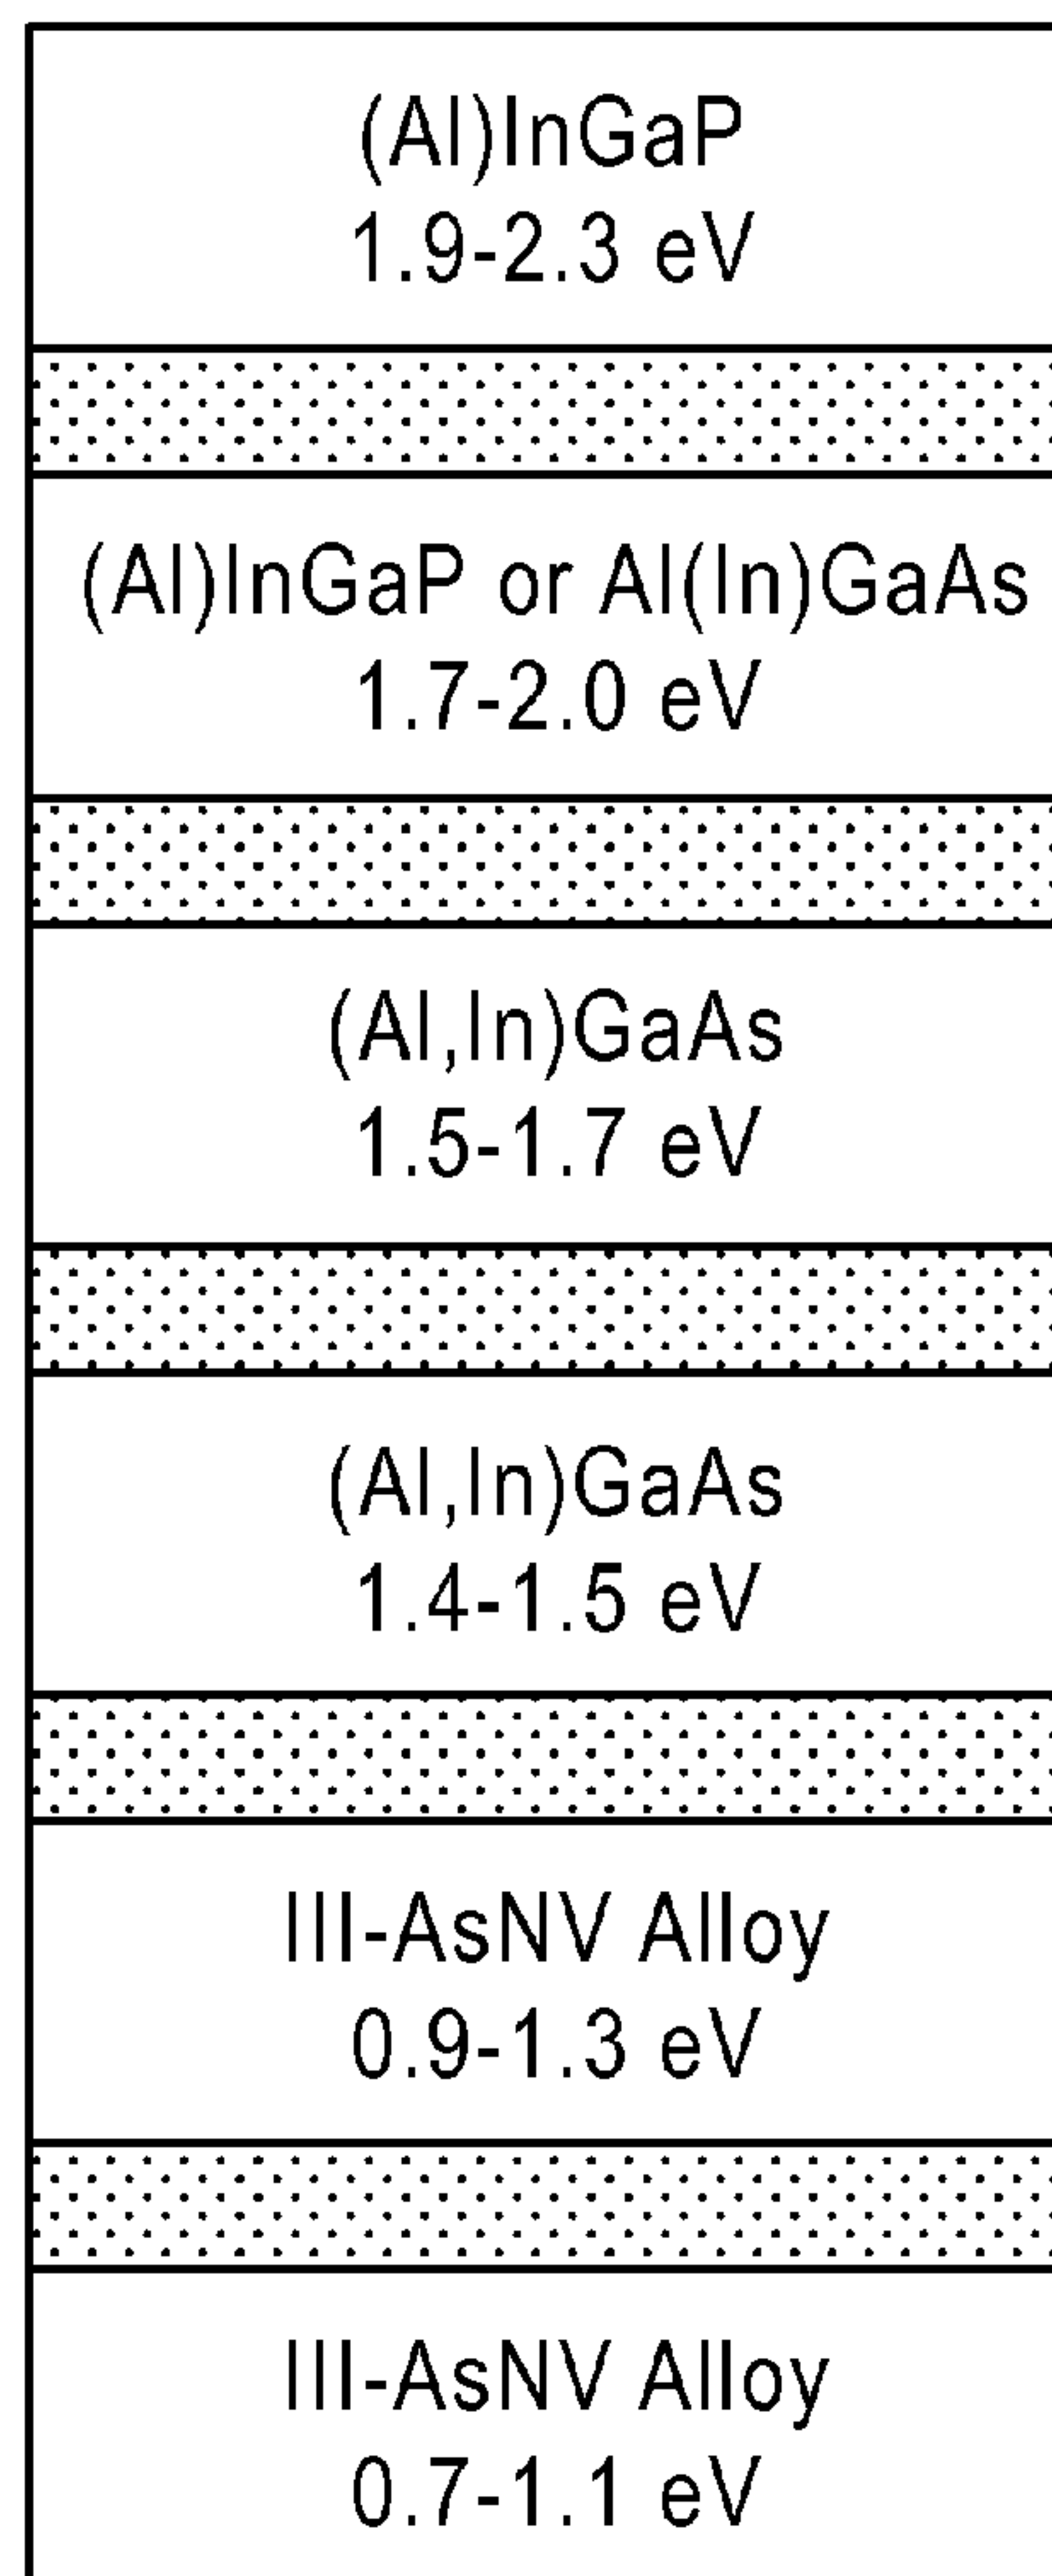 (Al)InGaP
1.9-2.3 eV
(Al)InGaP or Al(In)GaAs
1.7-2.0 eV
(Al,In)GaAs
1.5-1.7 eV
(Al,In)GaAs
1.4-1.5 eV
III-AsNV Alloy
0.9-1.3 eV
III-AsNV Alloy
0.7-1.1 eV